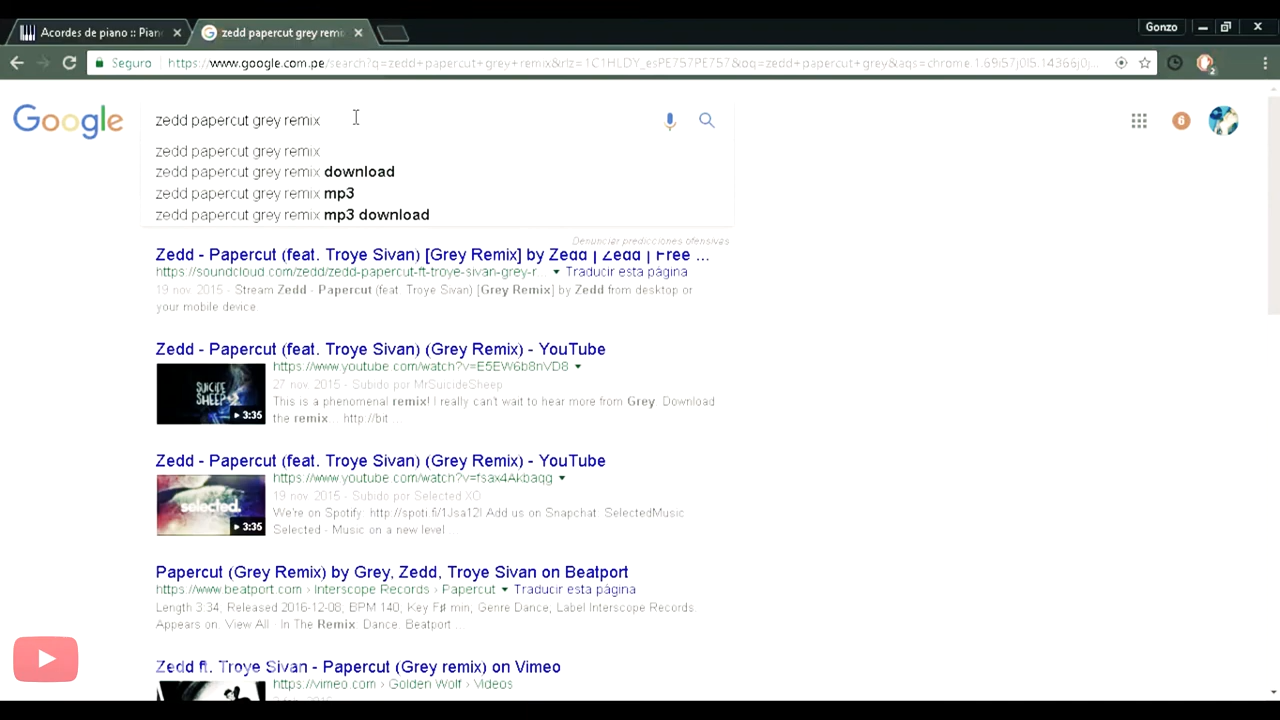 Acordes de piano :: Pian
zedd papercut grey remi
Gonzo
Seguro
https://www.google.com.pe/search?q=zedd+papercut+grey+remix&rlz=1C1HLDY_esPE757PE757&oq=zedd+papercut+grey&aqs=chrome.1.69i57j0l5.14366j0j...
2
Google
zedd papercut grey remix
6
zedd papercut grey remix
zedd papercut grey remix download
zedd papercut grey remix mp3
zedd papercut grey remix mp3 download
Denunciar predicciones ofensivas
Zedd - Papercut (feat. Troye Sivan) [Grey Remix] by Zedd | Zedd | Free ...
https://soundcloud.com/zedd/zedd-papercut-ft-troye-sivan-grey-r... Traducir esta página
19 nov. 2015 - Stream Zedd - Papercut (feat. Troye Sivan) [Grey Remix] by Zedd from desktop or
your mobile device.
Zedd - Papercut (feat. Troye Sivan) (Grey Remix) - YouTube
https://www.youtube.com/watch?v=E5EW6b8nVD8
27 nov. 2015 - Subido por MrSuicideSheep
This is a phenomenal remix! I really can't wait to hear more from Grey. Download
the remix... http://bit ...
SUICIDE
SHEEP
3:35
Zedd - Papercut (feat. Troye Sivan) (Grey Remix) - YouTube
https://www.youtube.com/watch?v=fsax4Akbaqg
19 nov. 2015 - Subido por Selected XO
We're on Spotify: http://spoti.fi/1Jsa12I Add us on Snapchat: SelectedMusic
Selected - Music on a new level...
selected.
3:35
Papercut (Grey Remix) by Grey, Zedd, Troye Sivan on Beatport
https://www.beatport.com › Interscope Records › Papercut Traducir esta página
Length 3:34, Released 2016-12-08, BPM 140, Key F♯ min, Genre Dance, Label Interscope Records.
Appears on. View All · In The Remix. Dance. Beatport ...
Zedd ft. Troye Sivan - Papercut (Grey remix) on Vimeo
https://vimeo.com › Golden Wolf › Videos